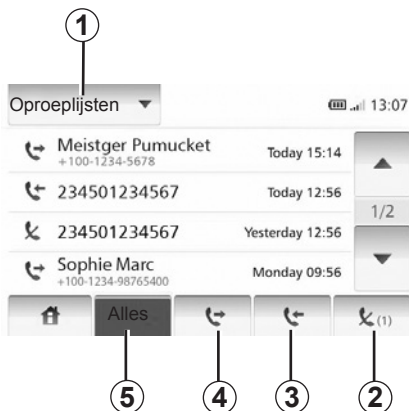 1
Oproeplijsten
13:07
Meistger Pumucket
+100-1234-5678
Today 15:14
234501234567
Today 12:56
1/2
234501234567
Yesterday 12:56
Sophie Marc
+100-1234-98765400
Monday 09:56
Alles
(1)
5
4
3
2